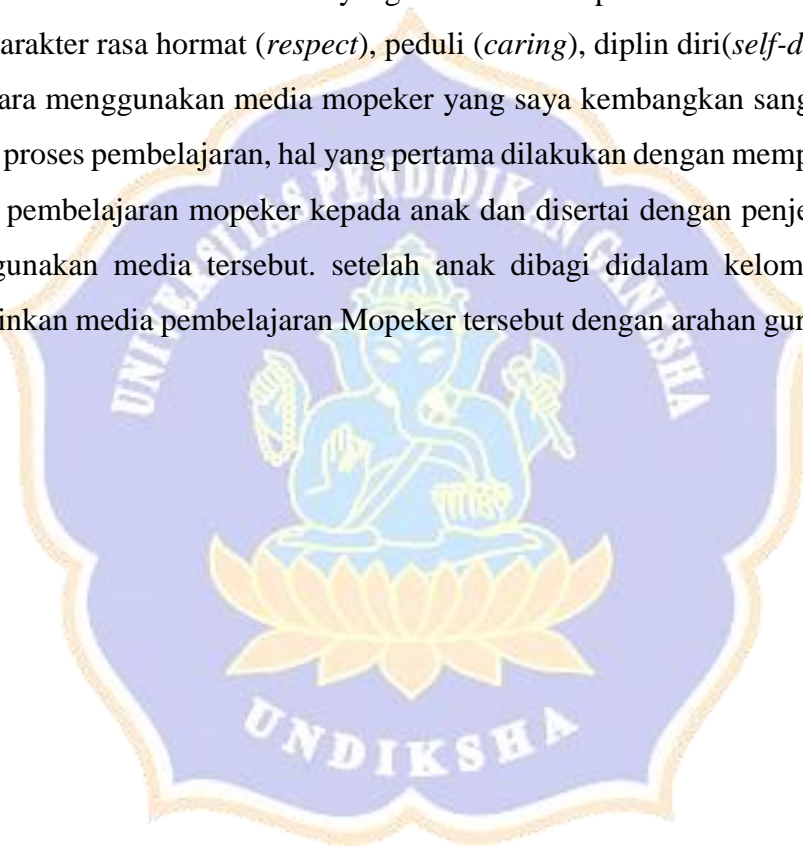 arakter rasa hormat (respect), peduli (caring), diplin diri(self-d
ara menggunakan media mopeker yang saya kembangkan sang
proses pembelajaran, hal yang pertama dilakukan dengan memp
pembelajaran mopeker kepada anak dan disertai dengan penje
gunakan media tersebut. setelah anak dibagi didalam kelom
inkan media pembelajaran Mopeker tersebut dengan arahan gur
UNIVERSITAS PENDIDIKAN GANESHA
UNDIKSHA